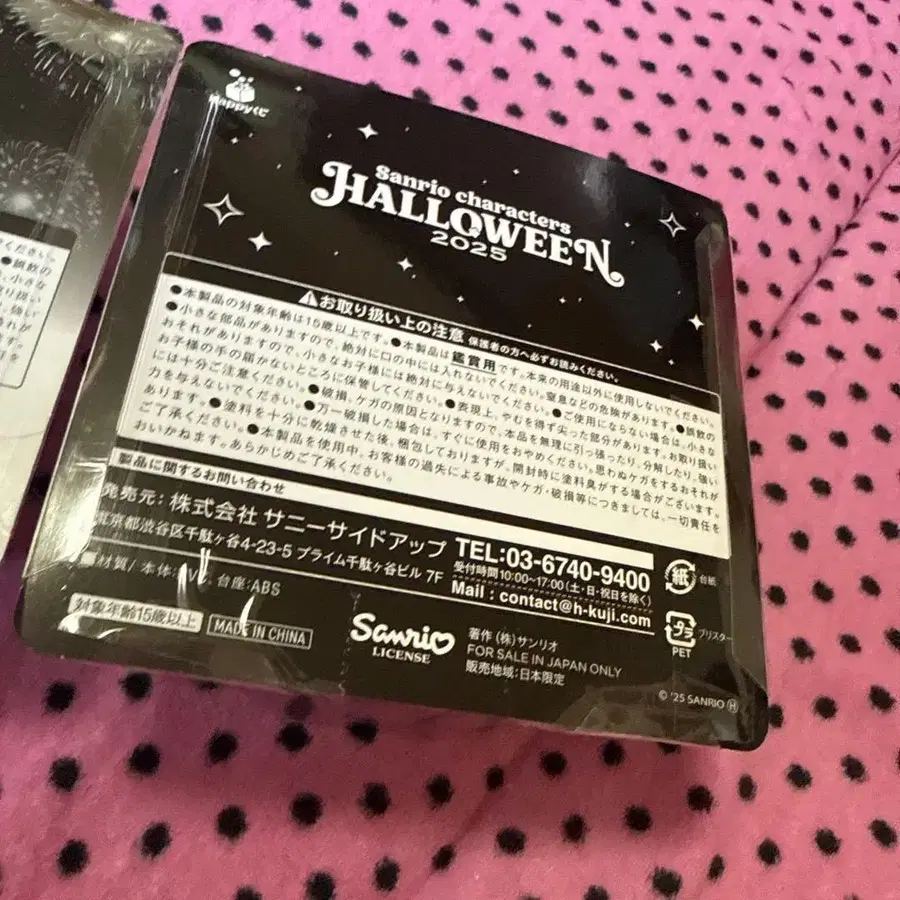 Happyくじ
Sanrio characters
HALLOWEEN
2025
お取り扱い上の注意 保護者の方へ必ずお読みください。
●本製品の対象年齢は15歳以上です。●本製品は鑑賞用です。本来の用途以外に使用しないでください。
●小さな部品がありますので、絶対に口の中には入れないでください。窒息などの危険があります。●誤飲の
おそれがありますので、小さなお子様には絶対に与えないでください。●ご使用にならない場合は、小さな
お子様の手の届かないところに保管してください。●表現上、やむを得ず尖った部分があります。お取り扱い
には十分ご注意ください。●破損、ケガの原因となりますので、本品を無理に引っ張ったり、分解したり、強い
力を与えないでください。●万一破損した場合は、すぐに使用をおやめください。思わぬケガをするおそれが
あります。●塗料を十分に乾燥させた後、梱包しておりますが、開封時に塗料臭がする場合がございます。
ご了承ください。●本製品を使用中、お客様の過失による事故やケガ・破損等につきましては、一切責任を
おいかねます。あらかじめご了承ください。
製品に関するお問い合わせ
発売元：株式会社 サニーサイドアップ
東京都渋谷区千駄ヶ谷4-23-5 プライム千駄ヶ谷ビル 7F
TEL:03-6740-9400
受付時間10:00~17:00(土・日・祝日を除く)
Mail : contact@h-kuji.com
■材質/本体:PVC、台座:ABS
対象年齢15歳以上
MADE IN CHINA
Sanrio
LICENSE
著作(株)サンリオ
FOR SALE IN JAPAN ONLY
販売地域:日本限定
紙 台紙
プラ ブリスター
PET
© '25 SANRIO Ⓗ